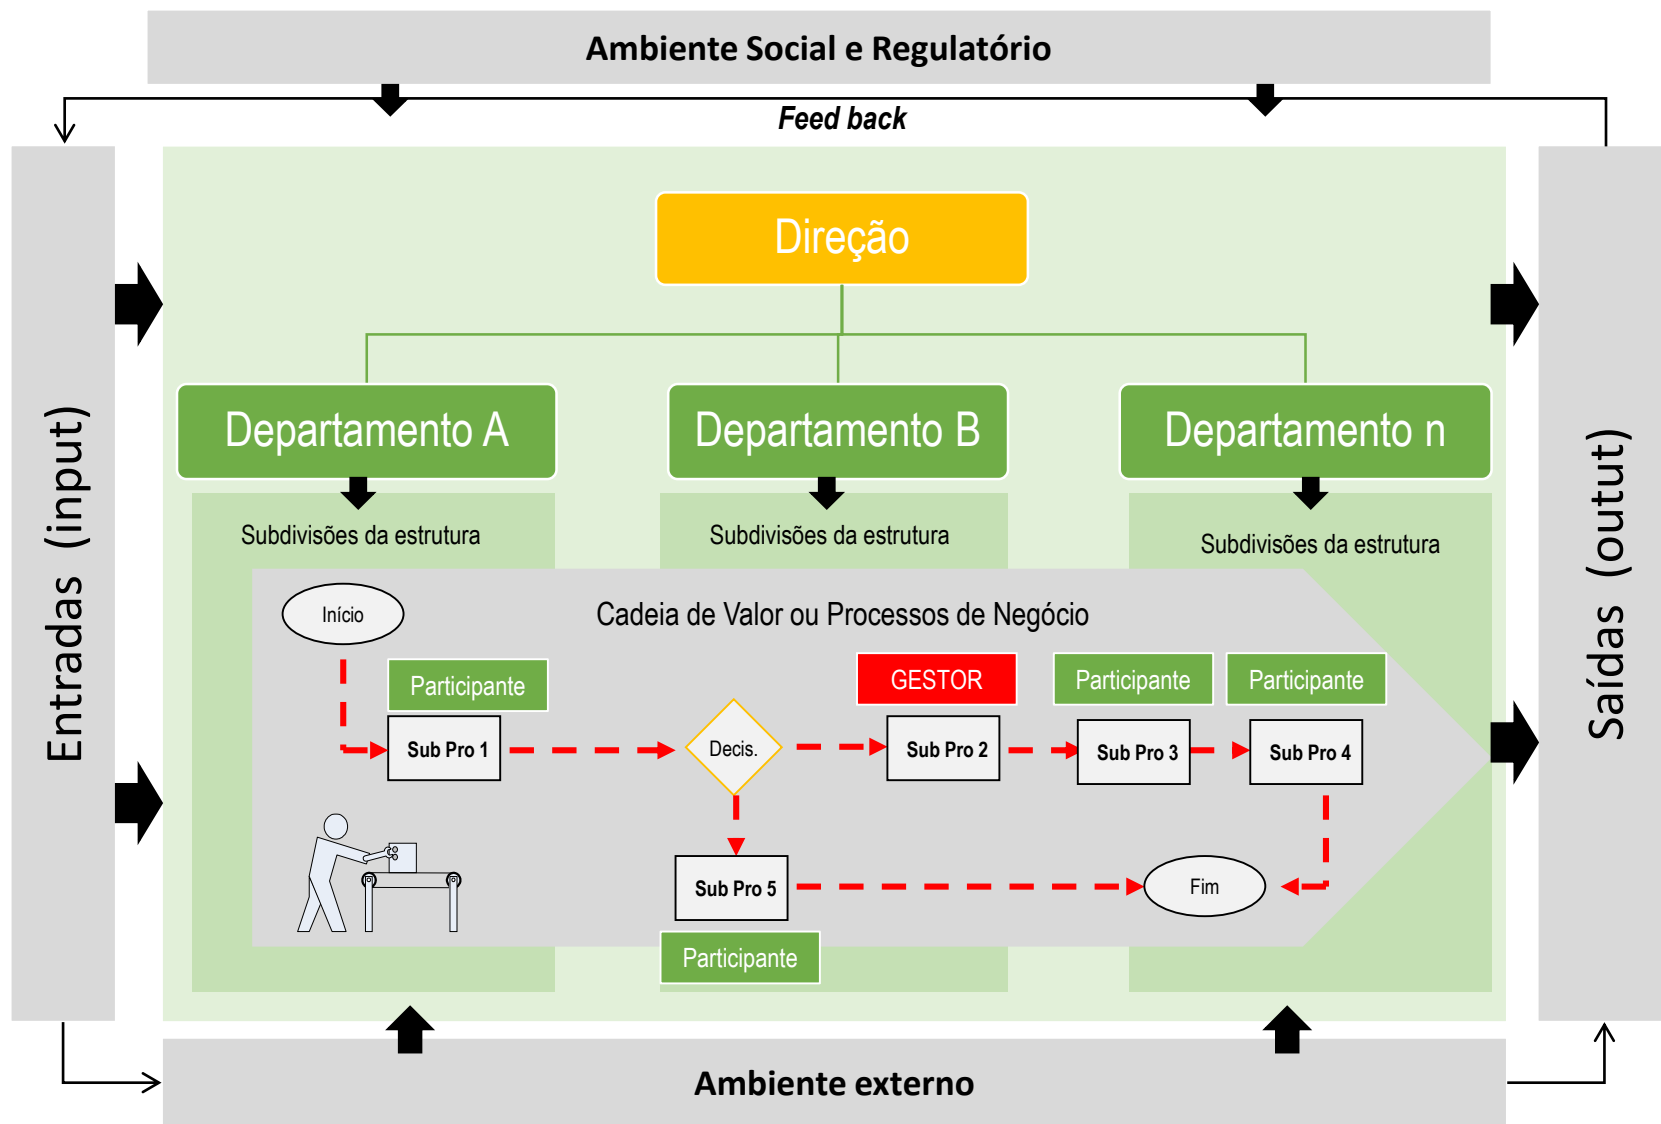 Ambiente Social e Regulatório
Feed back
Entradas (input)
Direção
Departamento A
Departamento B
Departamento n
Subdivisões da estrutura
Subdivisões da estrutura
Subdivisões da estrutura
Início
Cadeia de Valor ou Processos de Negócio
Participante
GESTOR
Participante
Participante
Sub Pro 1
Decis.
Sub Pro 2
Sub Pro 3
Sub Pro 4
Sub Pro 5
Fim
Participante
Saídas (outut)
Ambiente externo